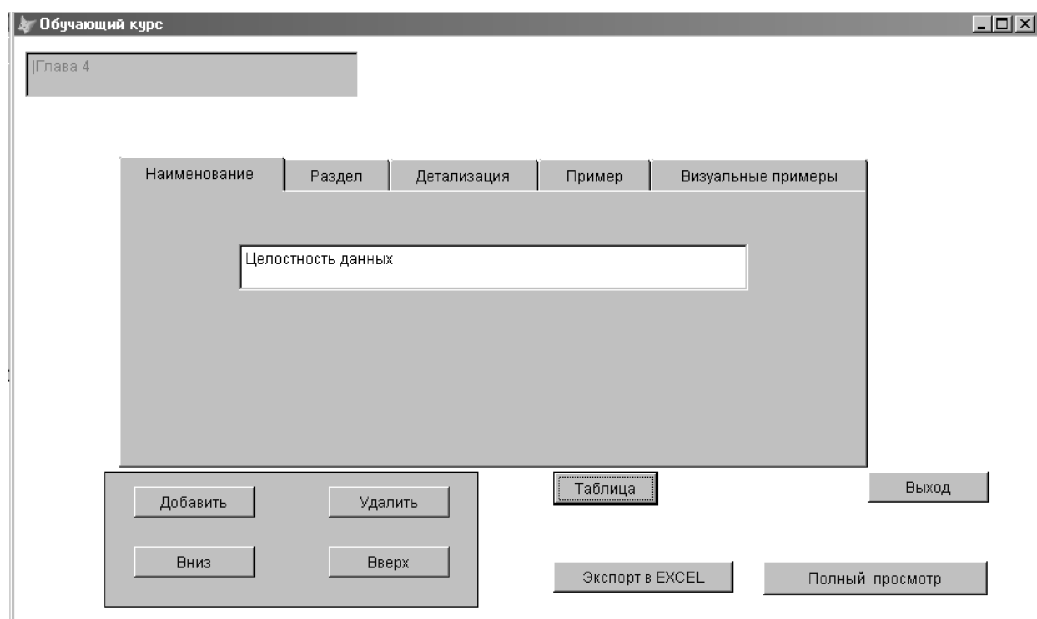 Обучающий курс
Глава 4
Наименование Раздел Детализация Пример Визуальные примеры
Целостность данных
Добавить Удалить Таблица Выход
Вниз Вверх Экспорт в EXCEL Полный просмотр